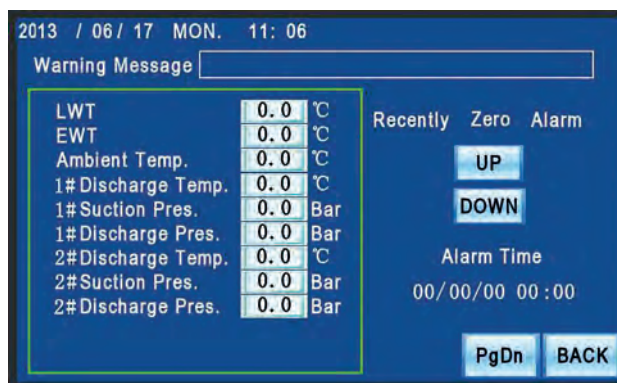 2013 / 06/ 17 MON. 11: 06
Warning Message
LWT 0.0 ℃
EWT 0.0 ℃
Ambient Temp. 0.0 ℃
1#Discharge Temp. 0.0 ℃
1#Suction Pres. 0.0 Bar
1#Discharge Pres. 0.0 Bar
2#Discharge Temp. 0.0 ℃
2#Suction Pres. 0.0 Bar
2#Discharge Pres. 0.0 Bar
Recently Zero Alarm
UP
DOWN
Alarm Time
00/00/00 00:00
PgDn BACK